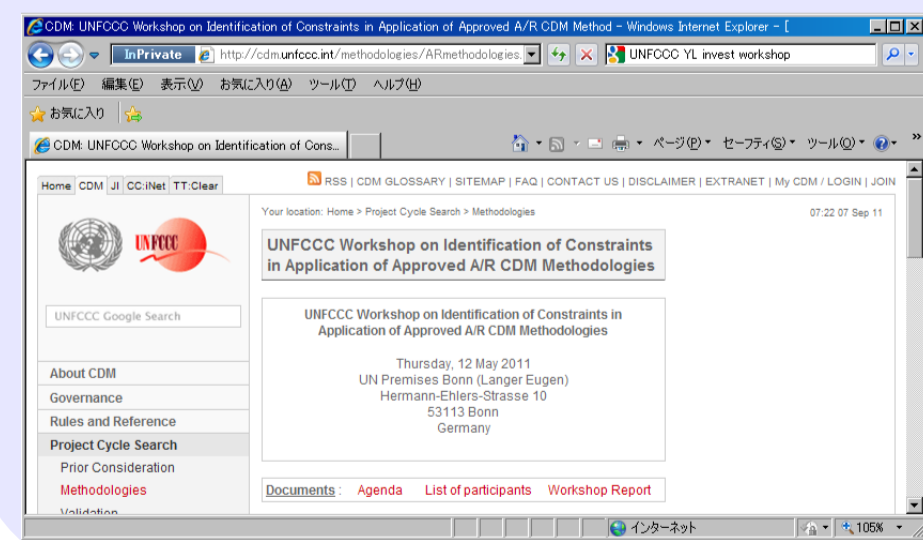 CDM: UNFCCC Workshop on Identification of Constraints in Application of Approved A/R CDM Method - Windows Internet Explorer - [
InPrivate http://cdm.unfccc.int/methodologies/ARmethodologies. UNFCCC YL invest workshop
ファイル(F) 編集(E) 表示(V) お気に入り(A) ツール(T) ヘルプ(H)
お気に入り
CDM: UNFCCC Workshop on Identification of Cons... ページ(P) セーフティ(S) ツール(O) »
Home CDM JI CC:iNet TT:Clear
RSS | CDM GLOSSARY | SITEMAP | FAQ | CONTACT US | DISCLAIMER | EXTRANET | My CDM / LOGIN | JOIN
Your location: Home > Project Cycle Search > Methodologies 07:22 07 Sep 11
UNFCCC
UNFCCC Workshop on Identification of Constraints
in Application of Approved A/R CDM Methodologies
UNFCCC Google Search
UNFCCC Workshop on Identification of Constraints in
Application of Approved A/R CDM Methodologies
Thursday, 12 May 2011
UN Premises Bonn (Langer Eugen)
Hermann-Ehlers-Strasse 10
53113 Bonn
Germany
About CDM
Governance
Rules and Reference
Project Cycle Search
Prior Consideration
Methodologies
Validation
Documents : Agenda List of participants Workshop Report
インターネット 105%